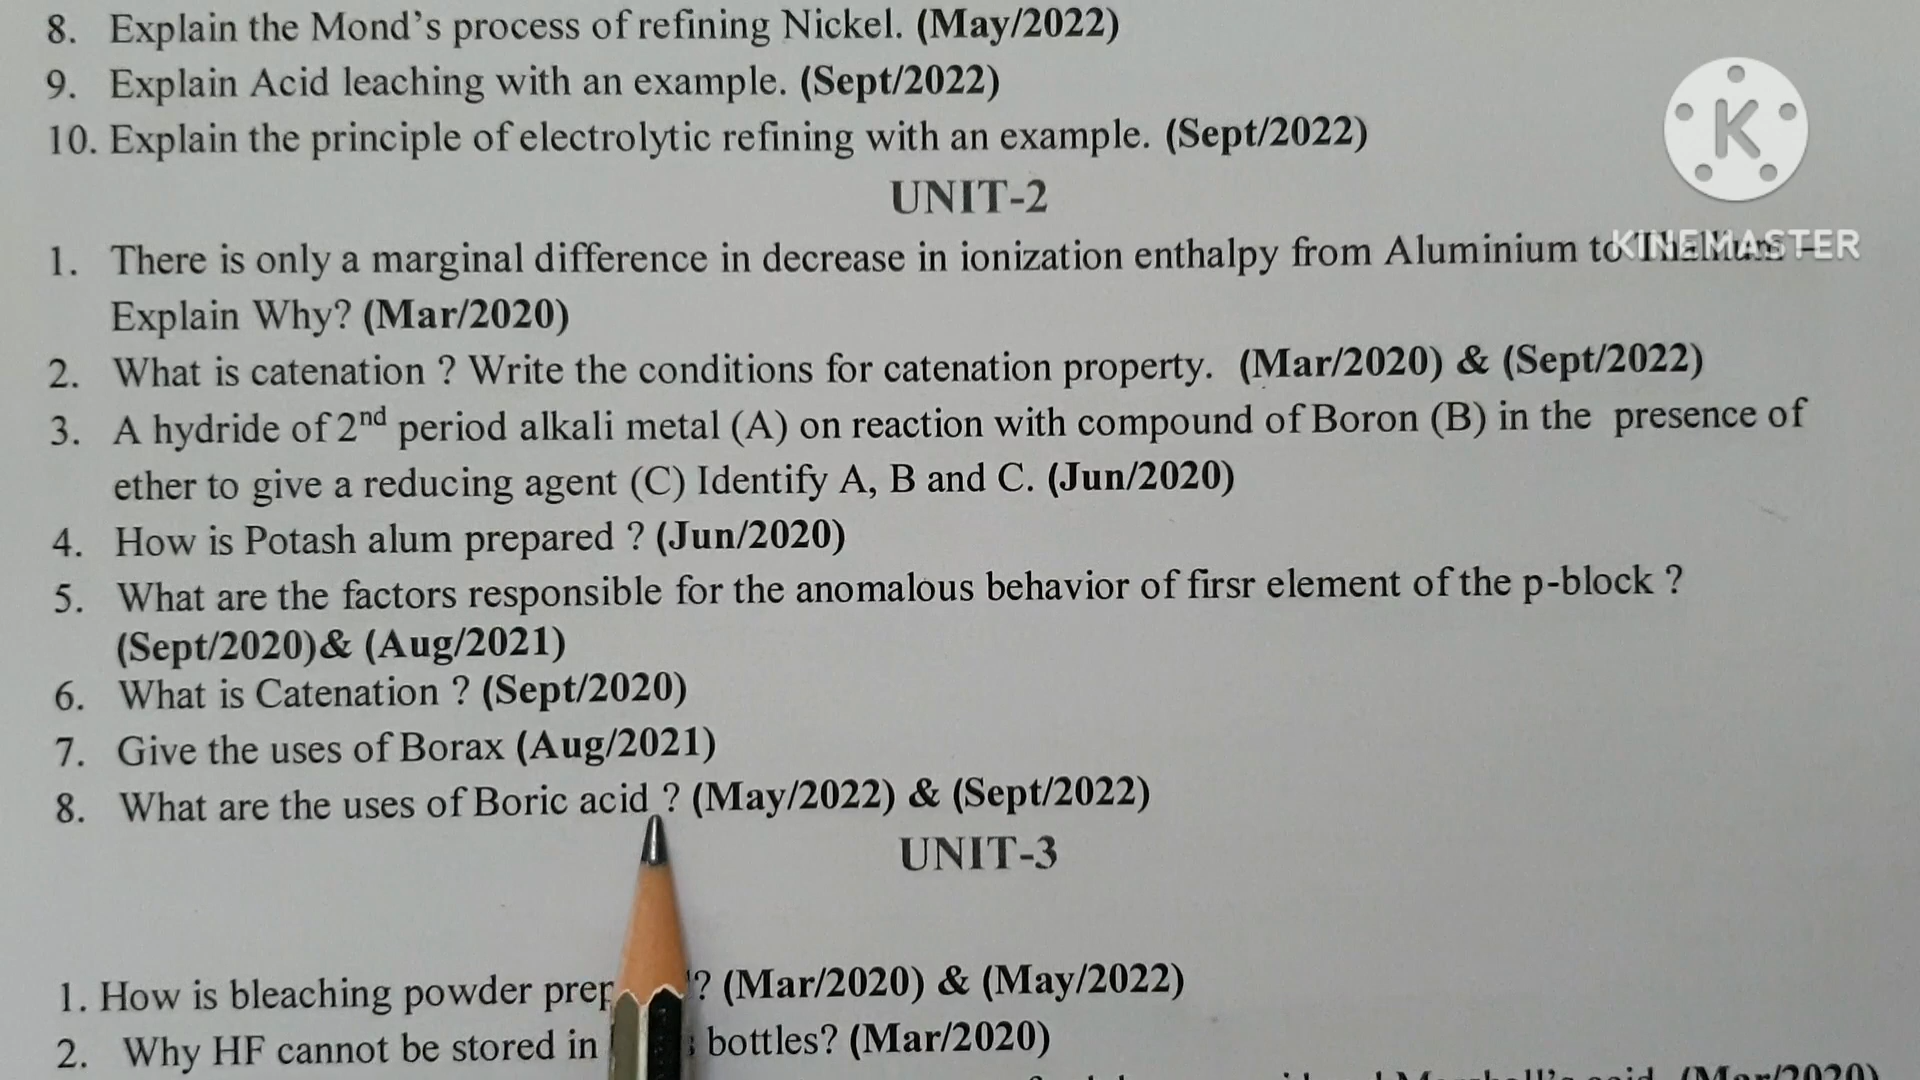 8. Explain the Mond's process of refining Nickel. (May/2022)
9. Explain Acid leaching with an example. (Sept/2022)
10. Explain the principle of electrolytic refining with an example. (Sept/2022)
K
KINEMASTER
UNIT-2
1. There is only a marginal difference in decrease in ionization enthalpy from Aluminium to Thallium –
Explain Why? (Mar/2020)
2. What is catenation ? Write the conditions for catenation property. (Mar/2020) & (Sept/2022)
3. A hydride of 2nd period alkali metal (A) on reaction with compound of Boron (B) in the presence of
ether to give a reducing agent (C) Identify A, B and C. (Jun/2020)
4. How is Potash alum prepared ? (Jun/2020)
5. What are the factors responsible for the anomalous behavior of firsr element of the p-block ?
(Sept/2020)& (Aug/2021)
6. What is Catenation ? (Sept/2020)
7. Give the uses of Borax (Aug/2021)
8. What are the uses of Boric acid ? (May/2022) & (Sept/2022)
UNIT-3
1. How is bleaching powder ? (Mar/2020) & (May/2022)
2. Why HF cannot be stored in bottles? (Mar/2020)
Marshall's acid. (Mar/2020)